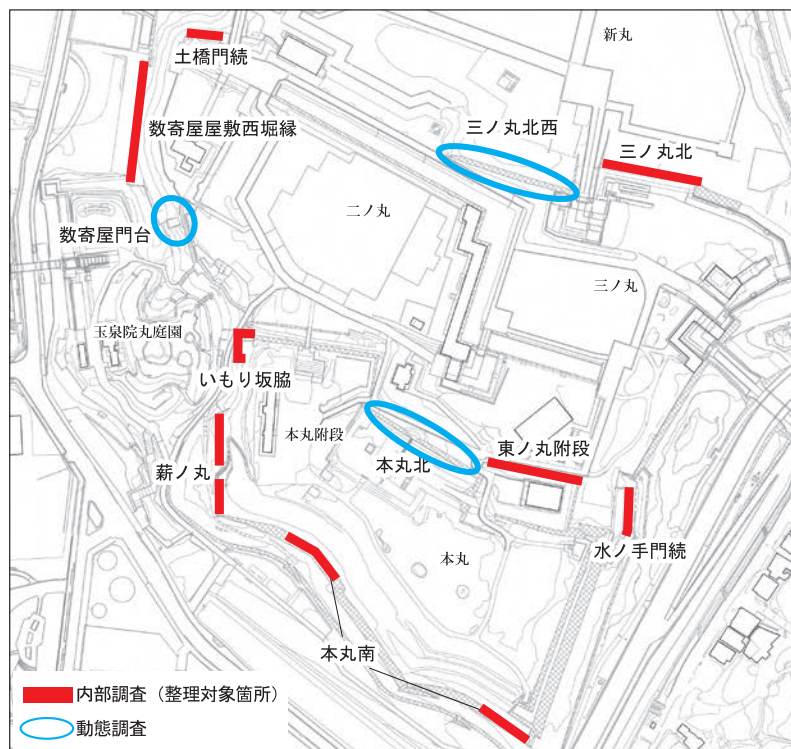 新丸
土橋門続
数寄屋屋敷西堀縁
三ノ丸北西
三ノ丸北
二ノ丸
数寄屋門台
三ノ丸
玉泉院丸庭園
いもり坂脇
本丸附段
本丸北
東ノ丸附段
薪ノ丸
水ノ手門続
本丸
本丸南
内部調査（整理対象箇所）
動態調査